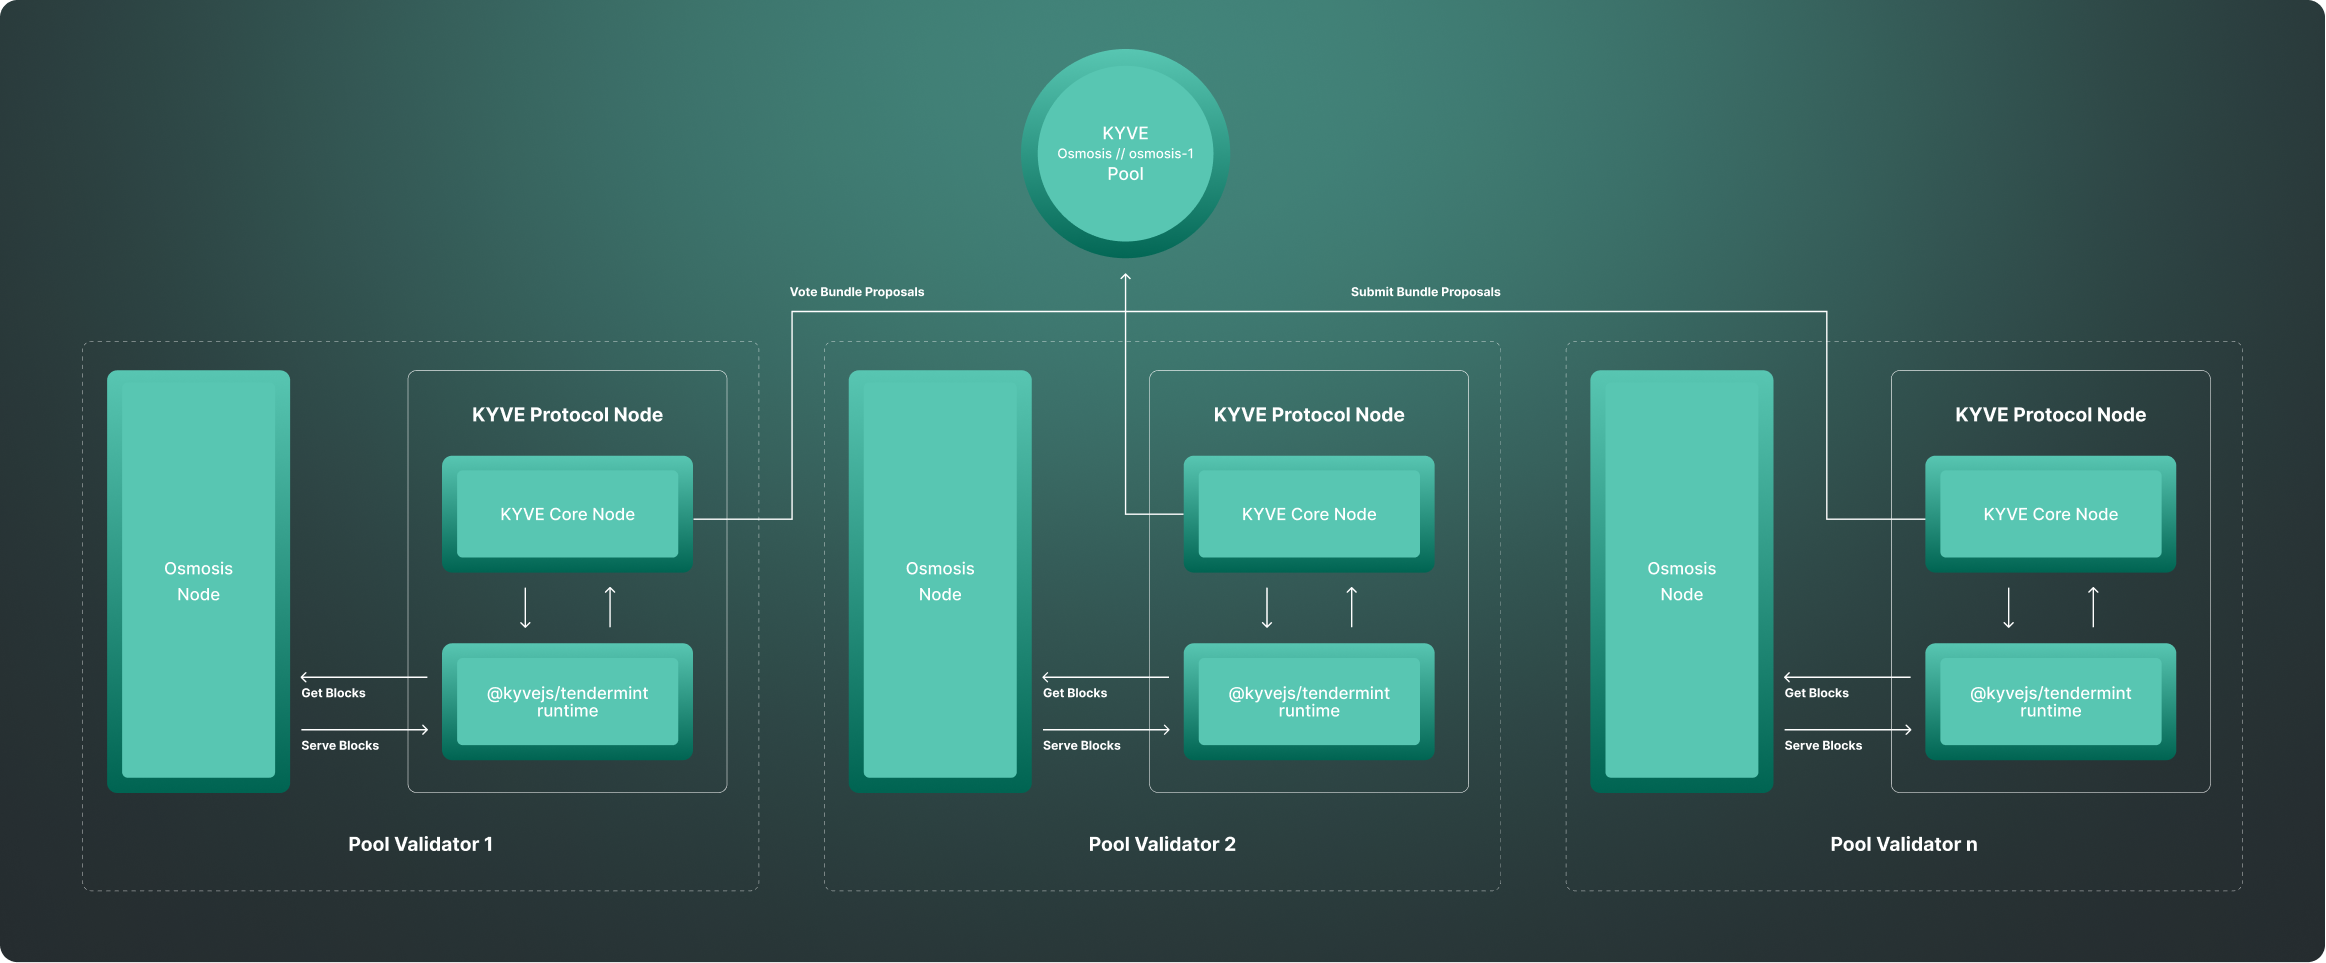 KYVE
Osmosis // osmosis-1
Pool
Vote Bundle Proposals
Submit Bundle Proposals
KYVE Protocol Node
KYVE Core Node
Osmosis
Node
Get Blocks
Serve Blocks
@kyvejs/tendermint
runtime
Pool Validator 1
KYVE Protocol Node
KYVE Core Node
Osmosis
Node
Get Blocks
Serve Blocks
@kyvejs/tendermint
runtime
Pool Validator 2
KYVE Protocol Node
KYVE Core Node
Osmosis
Node
Get Blocks
Serve Blocks
@kyvejs/tendermint
runtime
Pool Validator n